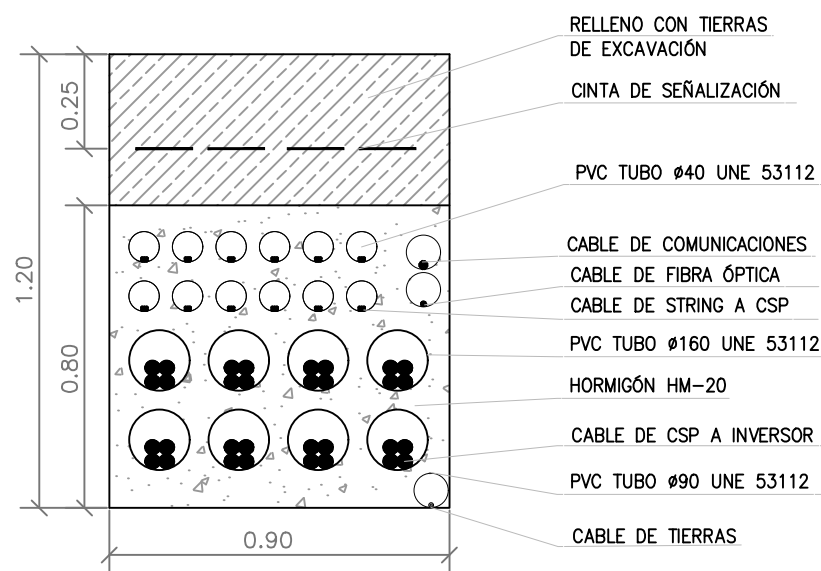 RELLENO CON TIERRAS
DE EXCAVACIÓN
CINTA DE SEÑALIZACIÓN
PVC TUBO ø40 UNE 53112
CABLE DE COMUNICACIONES
CABLE DE FIBRA ÓPTICA
CABLE DE STRING A CSP
PVC TUBO ø160 UNE 53112
HORMIGÓN HM-20
CABLE DE CSP A INVERSOR
PVC TUBO ø90 UNE 53112
CABLE DE TIERRAS
0.25
1.20
0.80
0.90